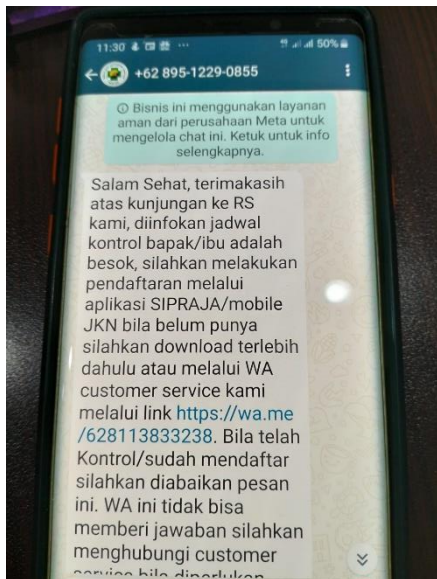 11:30
50%
+62 895-1229-0855
Bisnis ini menggunakan layanan
aman dari perusahaan Meta untuk
mengelola chat ini. Ketuk untuk info
selengkapnya.
Salam Sehat, terimakasih
atas kunjungan ke RS
kami, diinfokan jadwal
kontrol bapak/ibu adalah
besok, silahkan melakukan
pendaftaran melalui
aplikasi SIPRAJA/mobile
JKN bila belum punya
silahkan download terlebih
dahulu atau melalui WA
customer service kami
melalui link https://wa.me
/628113833238. Bila telah
Kontrol/sudah mendaftar
silahkan diabaikan pesan
ini. WA ini tidak bisa
memberi jawaban silahkan
menghubungi customer
service bila diperlukan